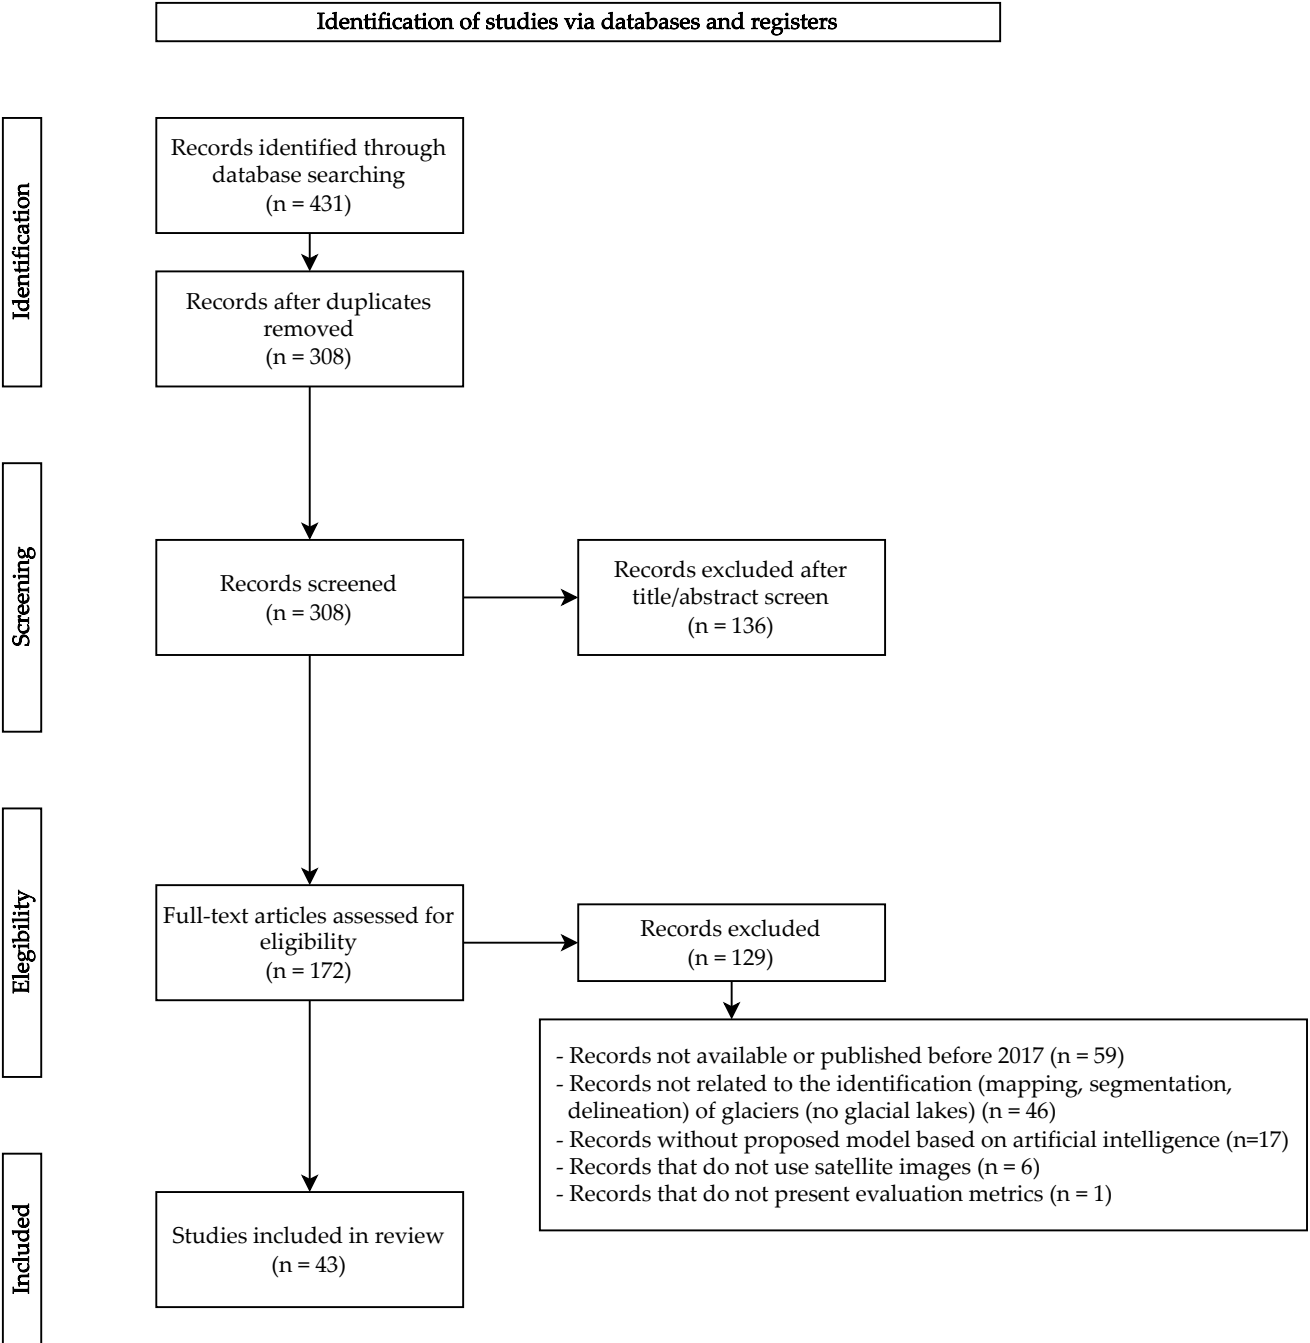 Identification of studies via databases and registers
Identification
Records identified through
database searching
(n = 431)
Records after duplicates
removed
(n = 308)
Screening
Records screened
(n = 308)
Records excluded after
title/abstract screen
(n = 136)
Elegibility
Full-text articles assessed for
eligibility
(n = 172)
Records excluded
(n = 129)
- Records not available or published before 2017 (n = 59)
- Records not related to the identification (mapping, segmentation,
delineation) of glaciers (no glacial lakes) (n = 46)
- Records without proposed model based on artificial intelligence (n=17)
- Records that do not use satellite images (n = 6)
- Records that do not present evaluation metrics (n = 1)
Included
Studies included in review
(n = 43)